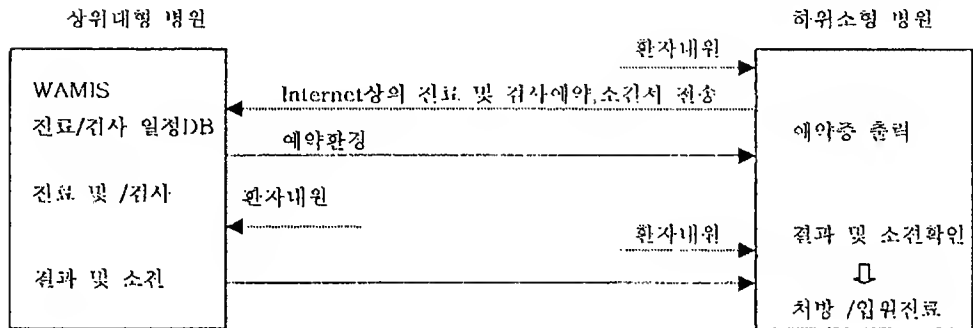 상위대형 병원
하위소형 병원
환자내원
WAMIS
Internet상의 진료 및 검사예약,소견서 전송
진료/검사 일정DB
예약환경
예약증 출력
진료 및 /검사
환자내원
환자내원
결과 및 소견확인
결과 및 소견
⇩
처방 /입원진료